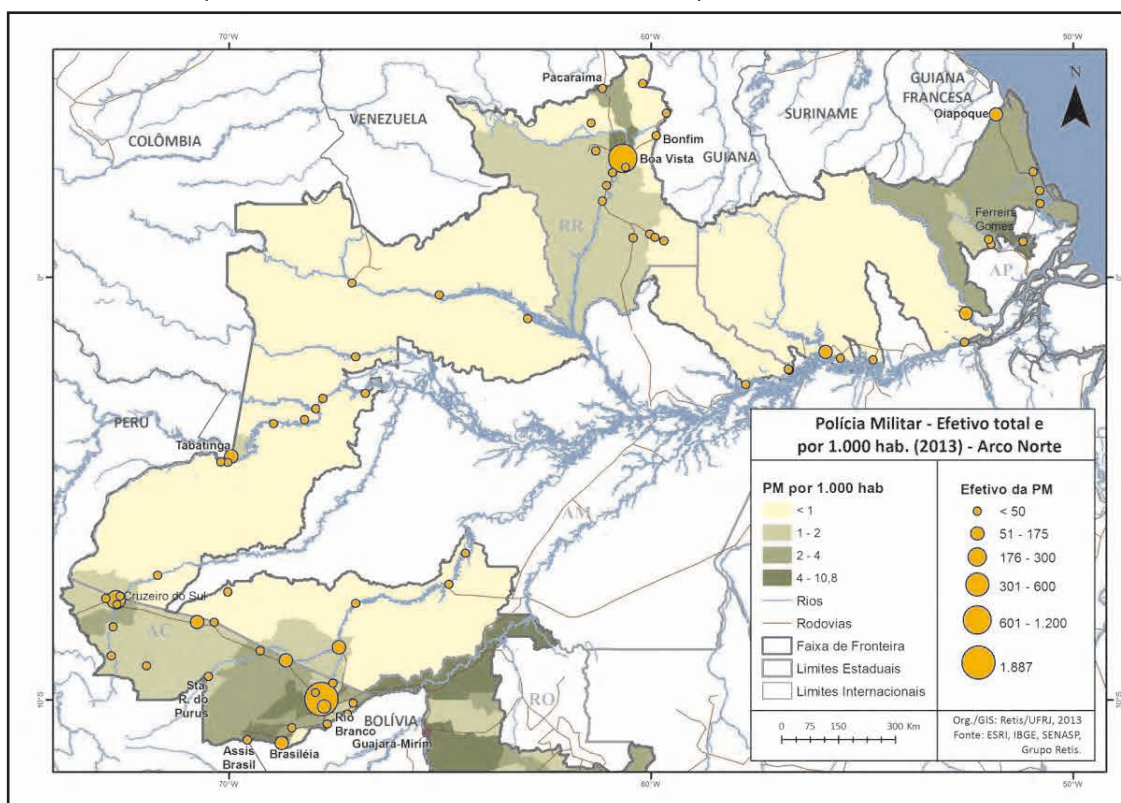 70°W
60°W
50°W
N
COLÔMBIA
VENEZUELA
Pacaraima
Bonfim
Boa Vista
GUIANA
SURINAME
GUIANA
FRANCESA
Oiapoque
RR
Ferreira
Gomes
AP
0°
0°
PERU
Tabatinga
AM
Cruzeiro do Sul
AC
Sta
R. do
Purus
Assis
Brasil
Brasiléia
Rio
Branco
BOLÍVIA
Guajará-Mirim
RO
10°S
10°S
70°W
60°W
50°W
Polícia Militar - Efetivo total e
por 1.000 hab. (2013) - Arco Norte
PM por 1.000 hab
< 1
1 - 2
2 - 4
4 - 10,8
Rios
Rodovias
Faixa de Fronteira
Limites Estaduais
Limites Internacionais
0 75 150 300 Km
Efetivo da PM
< 50
51 - 175
176 - 300
301 - 600
601 - 1.200
1.887
Org./GIS: Retis/UFRJ, 2013
Fonte: ESRI, IBGE, SENASP,
Grupo Retis.